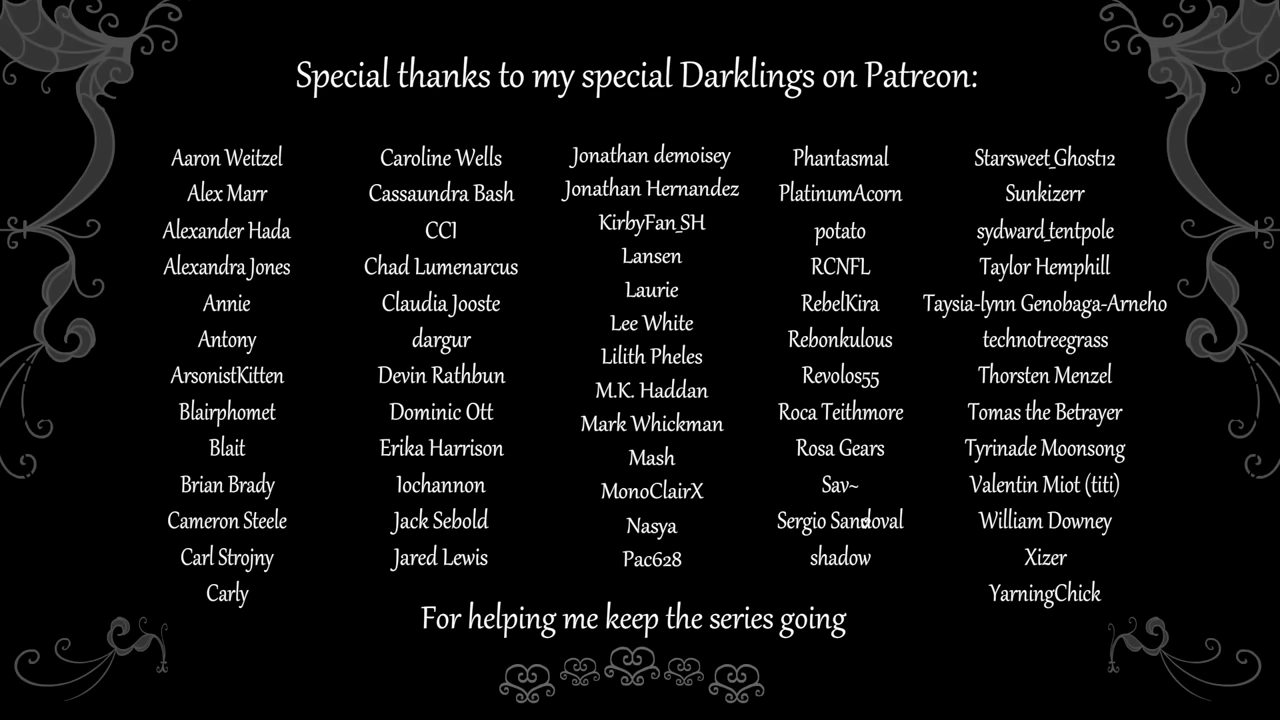 Special thanks to my special Darklings on Patreon:
Aaron Weitzel
Alex Marr
Alexander Hada
Alexandra Jones
Annie
Antony
ArsonistKitten
Blairphomet
Blait
Brian Brady
Cameron Steele
Carl Strojny
Carly
Caroline Wells
Cassaundra Bash
CCI
Chad Lumenarcus
Claudia Jooste
dargur
Devin Rathbun
Dominic Ott
Erika Harrison
Iochannon
Jack Sebold
Jared Lewis
Jonathan demoisey
Jonathan Hernandez
KirbyFan_SH
Lansen
Laurie
Lee White
Lilith Pheles
M.K. Haddan
Mark Whickman
Mash
MonoClairX
Nasya
Pac628
Phantasmal
PlatinumAcorn
potato
RCNFL
RebelKira
Rebonkulous
Revolos55
Roca Teithmore
Rosa Gears
Sav~
Sergio Sandoval
shadow
Starsweet_Ghost12
Sunkizerr
sydward_tentpole
Taylor Hemphill
Taysia-lynn Genobaga-Arneho
technotreegrass
Thorsten Menzel
Tomas the Betrayer
Tyrinade Moonsong
Valentin Miot (titi)
William Downey
Xizer
YarningChick
For helping me keep the series going